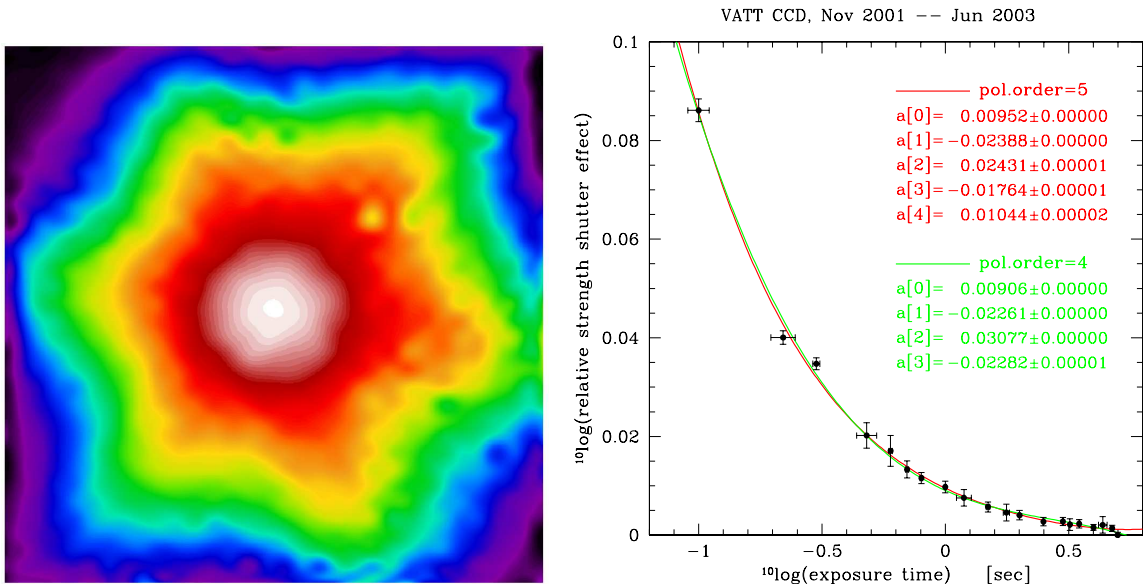 VATT CCD, Nov 2001 -- Jun 2003
0.1
0.08
0.06
0.04
0.02
0
¹⁰log(relative strength shutter effect)
pol.order=5
a[0]= 0.00952±0.00000
a[1]=-0.02388±0.00000
a[2]= 0.02431±0.00001
a[3]=-0.01764±0.00001
a[4]= 0.01044±0.00002
pol.order=4
a[0]= 0.00906±0.00000
a[1]=-0.02261±0.00000
a[2]= 0.03077±0.00000
a[3]=-0.02282±0.00001
-1 -0.5 0 0.5
¹⁰log(exposure time) [sec]